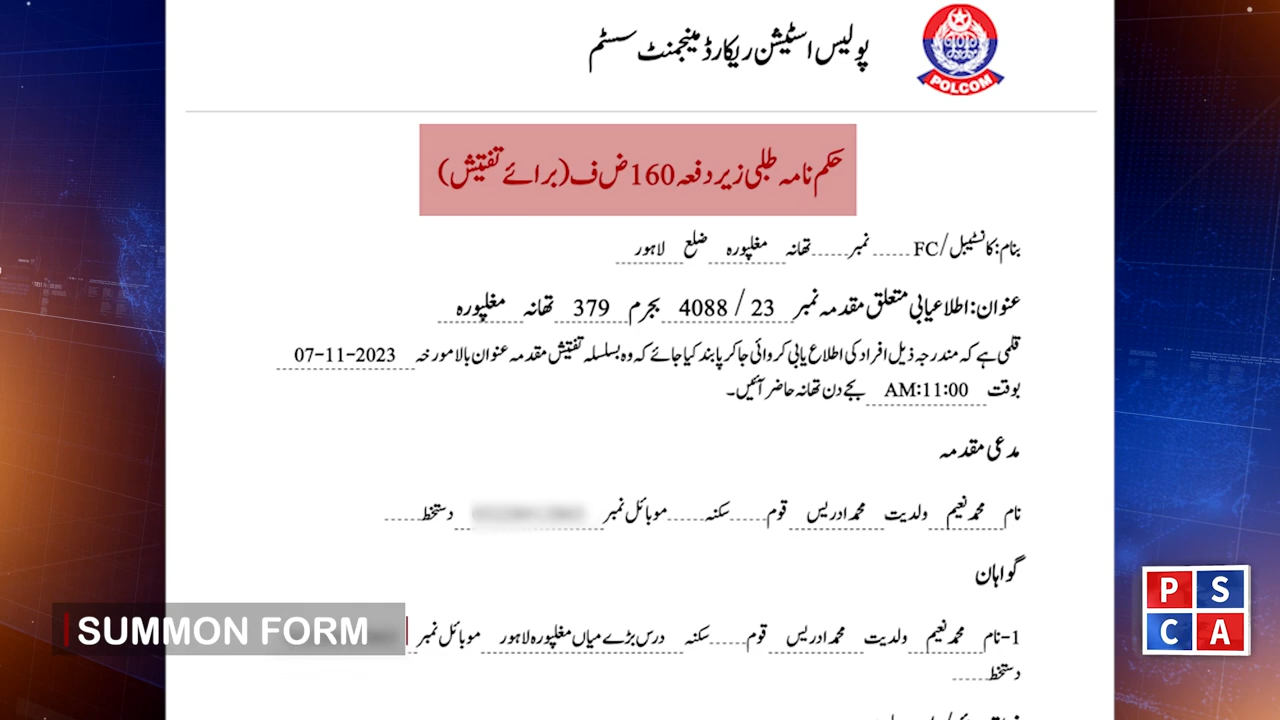 پولیس اسٹیشن ریکارڈ مینجمنٹ سسٹم
POLCOM
حکم نامہ طلبی زیر دفعہ 160 ض ف (برائے تفتیش)
بنام: کانسٹیبل/FC ...... نمبر ...... تھانہ مغلپورہ ضلع لاہور
عنوان: اطلاعیابی متعلق مقدمہ نمبر 4088 / 23 بجرم 379 تھانہ مغلپورہ
قلمی ہے کہ مندرجہ ذیل افراد کی اطلاع یابی کروائی جا کر پابند کیا جائے کہ وہ بسلسلہ تفتیش مقدمہ عنوان بالا مورخہ 07-11-2023
بوقت AM:11:00 بجے دن تھانہ حاضر آئیں۔
مدعی مقدمہ
نام محمد نعیم ولدیت محمد ادریس قوم ...... سکنہ ...... موبائل نمبر دستخط ......
گواہان
1- نام محمد نعیم ولدیت محمد ادریس قوم ...... سکنہ درس بڑے میاں مغلپورہ لاہور موبائل نمبر
دستخط ......
SUMMON FORM
P S
C A